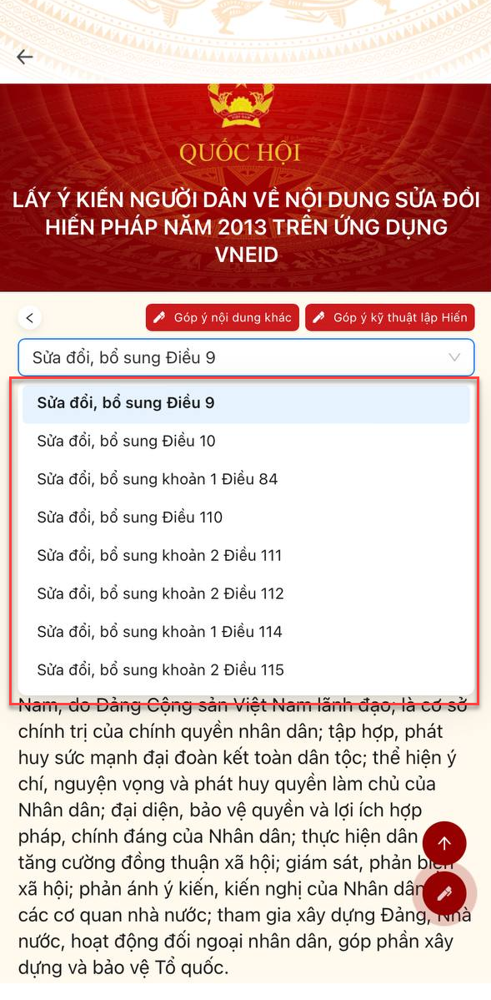 QUỐC HỘI
LẤY Ý KIẾN NGƯỜI DÂN VỀ NỘI DUNG SỬA ĐỔI
HIẾN PHÁP NĂM 2013 TRÊN ỨNG DỤNG
VNEID
Góp ý nội dung khác
Góp ý kỹ thuật lập Hiến
Sửa đổi, bổ sung Điều 9
Sửa đổi, bổ sung Điều 9
Sửa đổi, bổ sung Điều 10
Sửa đổi, bổ sung khoản 1 Điều 84
Sửa đổi, bổ sung Điều 110
Sửa đổi, bổ sung khoản 2 Điều 111
Sửa đổi, bổ sung khoản 2 Điều 112
Sửa đổi, bổ sung khoản 1 Điều 114
Sửa đổi, bổ sung khoản 2 Điều 115
Nam, do Đảng Cộng sản Việt Nam lãnh đạo; là cơ sở
chính trị của chính quyền nhân dân; tập hợp, phát
huy sức mạnh đại đoàn kết toàn dân tộc; thể hiện ý
chí, nguyện vọng và phát huy quyền làm chủ của
Nhân dân; đại diện, bảo vệ quyền và lợi ích hợp
pháp, chính đáng của Nhân dân; thực hiện dân
tăng cường đồng thuận xã hội; giám sát, phản biện
xã hội; phản ánh ý kiến, kiến nghị của Nhân dân
các cơ quan nhà nước; tham gia xây dựng Đảng, Nhà
nước, hoạt động đối ngoại nhân dân, góp phần xây
dựng và bảo vệ Tổ quốc.